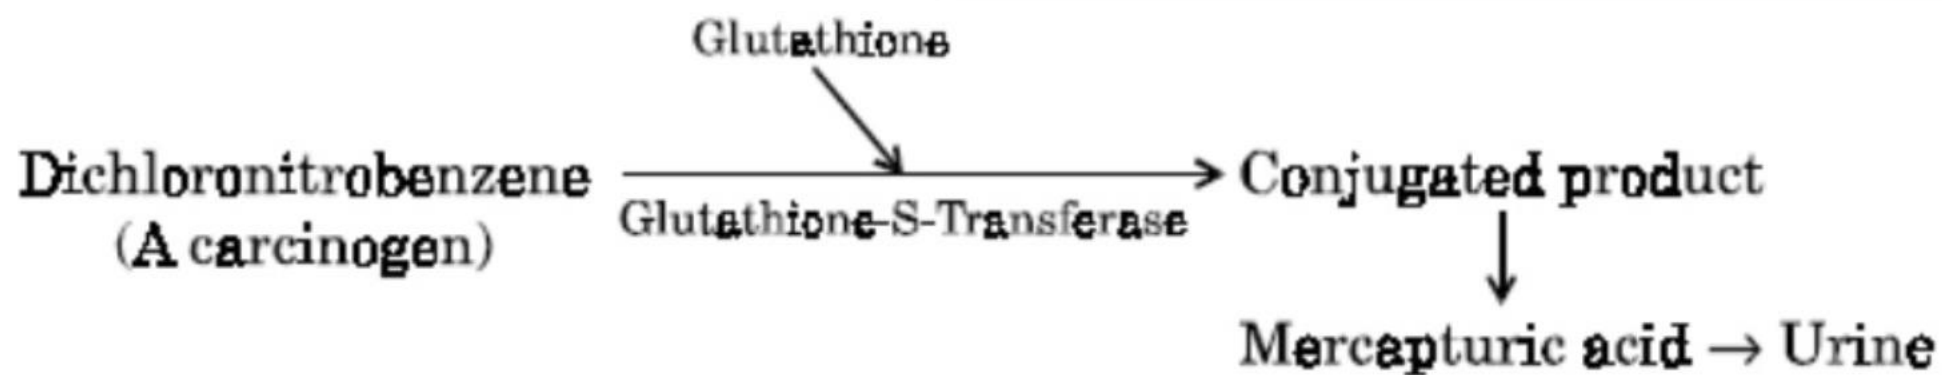 Glutathione
Dichloronitrobenzene → Conjugated product
Glutathione-S-Transferase
(A carcinogen)
Mercapturic acid → Urine